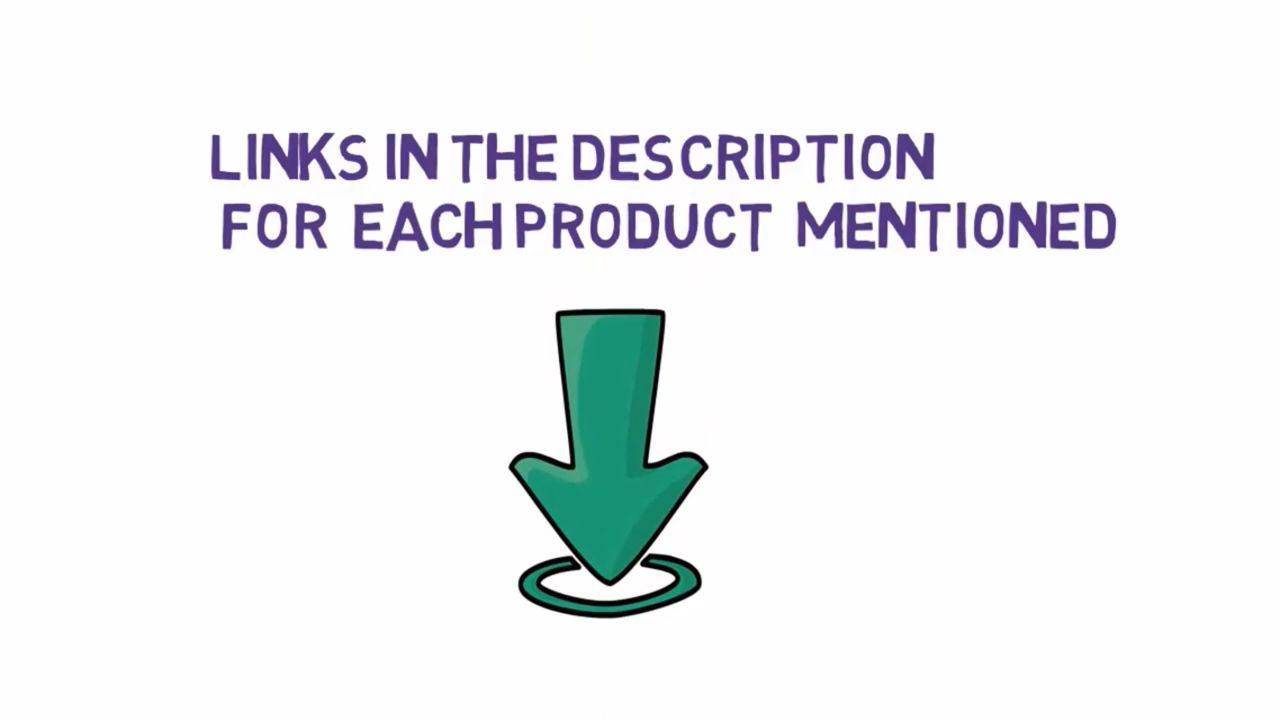 LINKS IN THE DESCRIPTION
FOR EACH PRODUCT MENTIONED